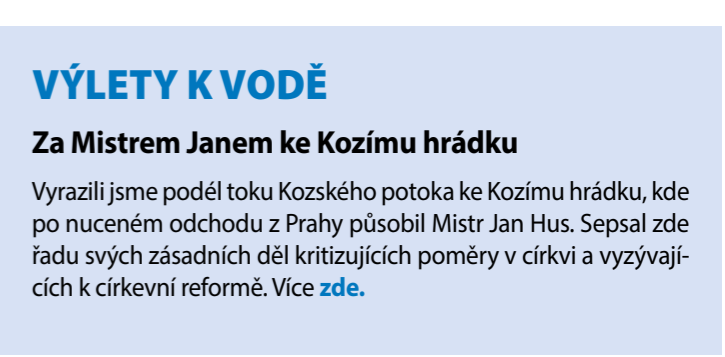 VÝLETY K VODĚ
Za Mistrem Janem ke Kozímu hrádku
Vyrazili jsme podél toku Kozského potoka ke Kozímu hrádku, kde
po nuceném odchodu z Prahy působil Mistr Jan Hus. Sepsal zde
řadu svých zásadních děl kritizujících poměry v církvi a vyzývají-
cích k církevní reformě. Více zde.